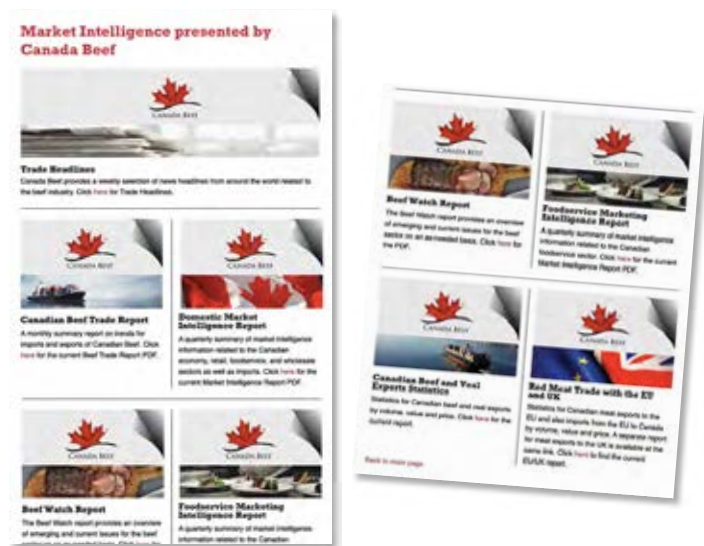 Market Intelligence presented by
Canada Beef
CANADA BEEF
Trade Headlines
Canada Beef provides a weekly selection of news headlines from around the world related to
the beef industry. Click here for Trade Headlines.
CANADA BEEF
Canadian Beef Trade Report
A monthly summary report on trends for
imports and exports of Canadian Beef. Click
here for the current Beef Trade Report PDF.
CANADA BEEF
Domestic Market
Intelligence Report
A quarterly summary of market intelligence
information related to the Canadian
economy, retail, foodservice, and wholesale
sectors as well as imports. Click here for the
current Market Intelligence Report PDF.
CANADA BEEF
Beef Watch Report
The Beef Watch report provides an overview
of emerging and current issues for the beef
CANADA BEEF
Foodservice Marketing
Intelligence Report
A quarterly summary of market intelligence
information related to the Canadian
CANADA BEEF
Beef Watch Report
The Beef Watch report provides an overview
of emerging and current issues for the beef
sector on an as-needed basis. Click here for
the PDF.
CANADA BEEF
Foodservice Marketing
Intelligence Report
A quarterly summary of market intelligence
information related to the Canadian
foodservice sector. Click here for the current
Market Intelligence Report PDF.
CANADA BEEF
Canadian Beef and Veal
Exports Statistics
Statistics for Canadian beef and veal exports
by volume, value and price. Click here for the
current report.
CANADA BEEF
Red Meat Trade with the EU
and UK
Statistics for Canadian meat exports to the
EU and also imports from the EU to Canada
by volume, value and price. A separate report
for meat exports to the UK is available at the
same link. Click here to find the current
EU/UK report.
Back to main page